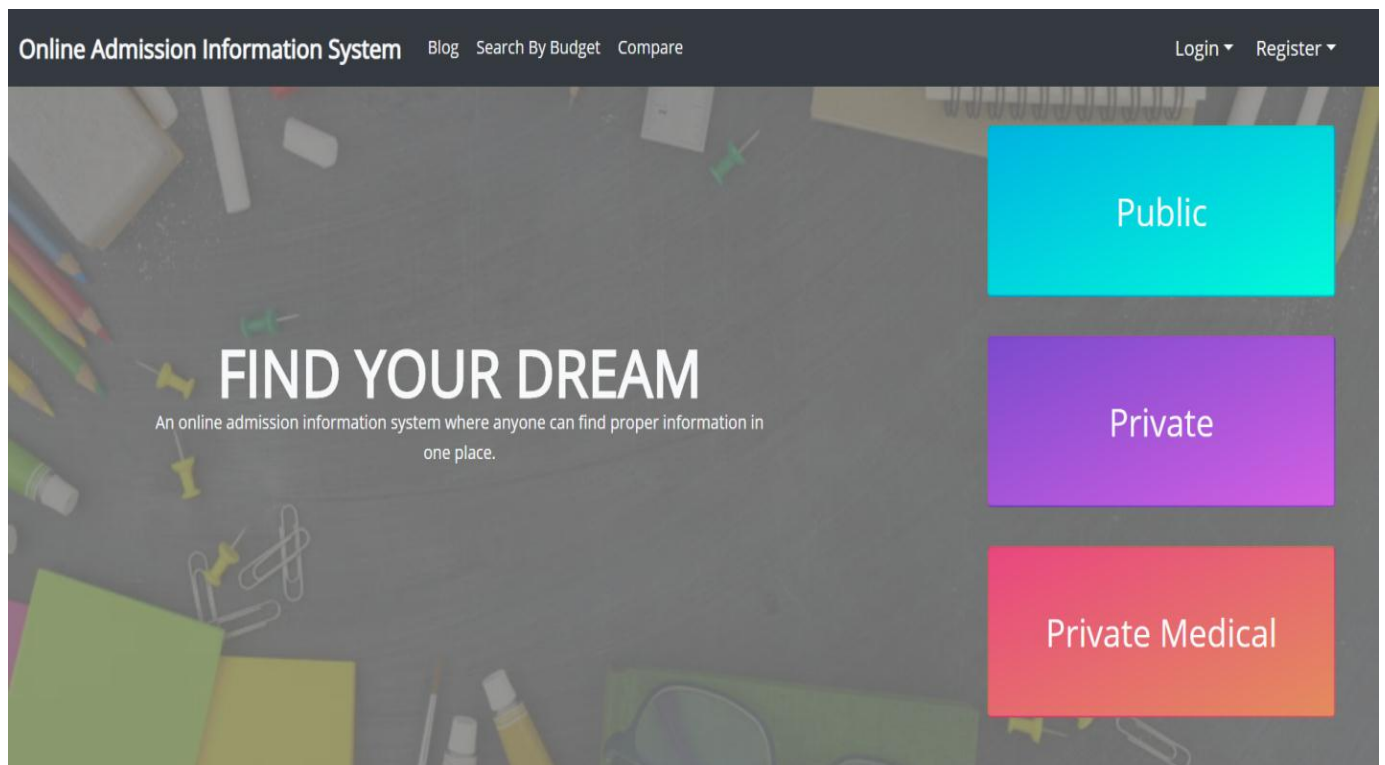 Online Admission Information System Blog Search By Budget Compare Login Register
Public
FIND YOUR DREAM
An online admission information system where anyone can find proper information in
one place.
Private
Private Medical